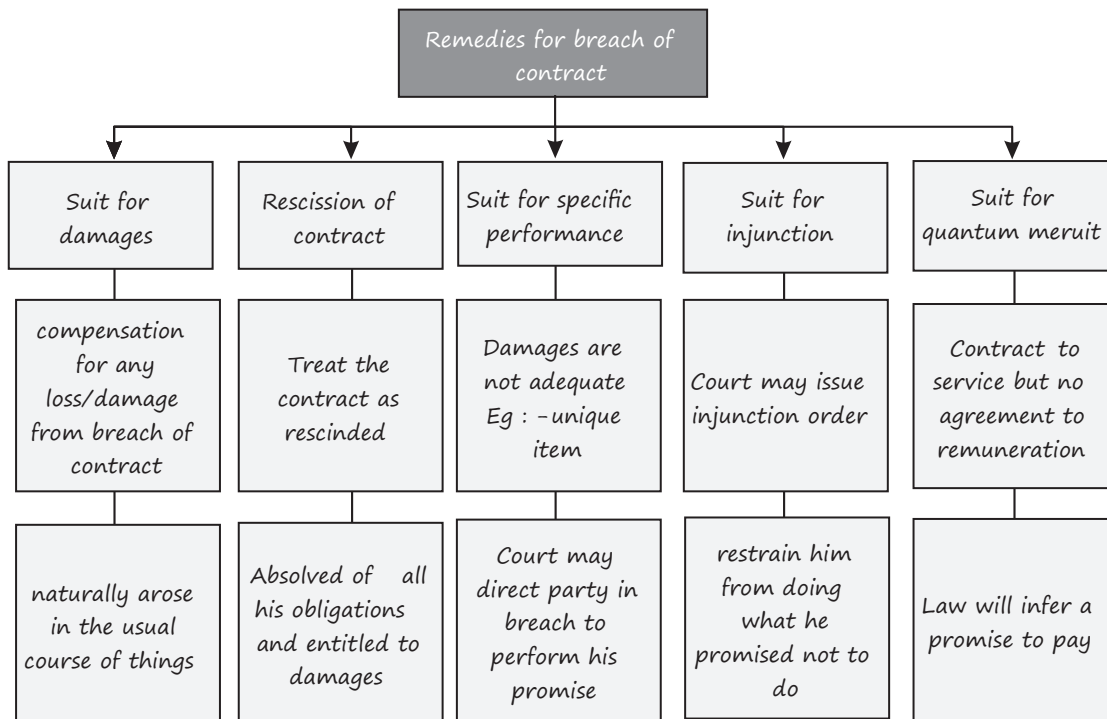 Remedies for breach of
contract
Suit for
damages
Rescission of
contract
Suit for specific
performance
Suit for
injunction
Suit for
quantum meruit
compensation
for any
loss/damage
from breach of
contract
Treat the
contract as
rescinded
Damages are
not adequate
Eg : -unique
item
Court may issue
injunction order
Contract to
service but no
agreement to
remuneration
naturally arose
in the usual
course of things
Absolved of all
his obligations
and entitled to
damages
Court may
direct party in
breach to
perform his
promise
restrain him
from doing
what he
promised not to
do
Law will infer a
promise to pay